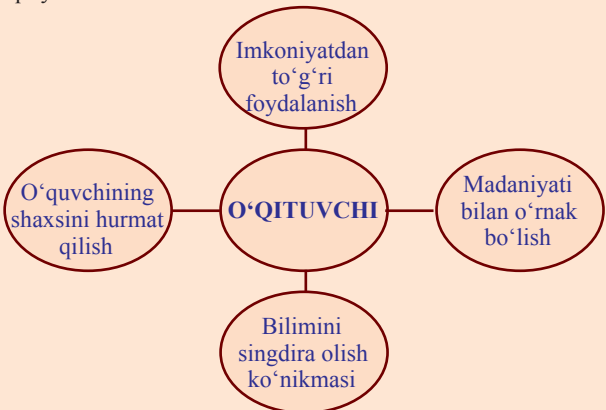 Imkoniyatdan
to‘g‘ri
foydalanish
O‘quvchining
shaxsini hurmat
qilish
O‘QITUVCHI
Madaniyati
bilan o‘rnak
bo‘lish
Bilimini
singdira olish
ko‘nikmasi